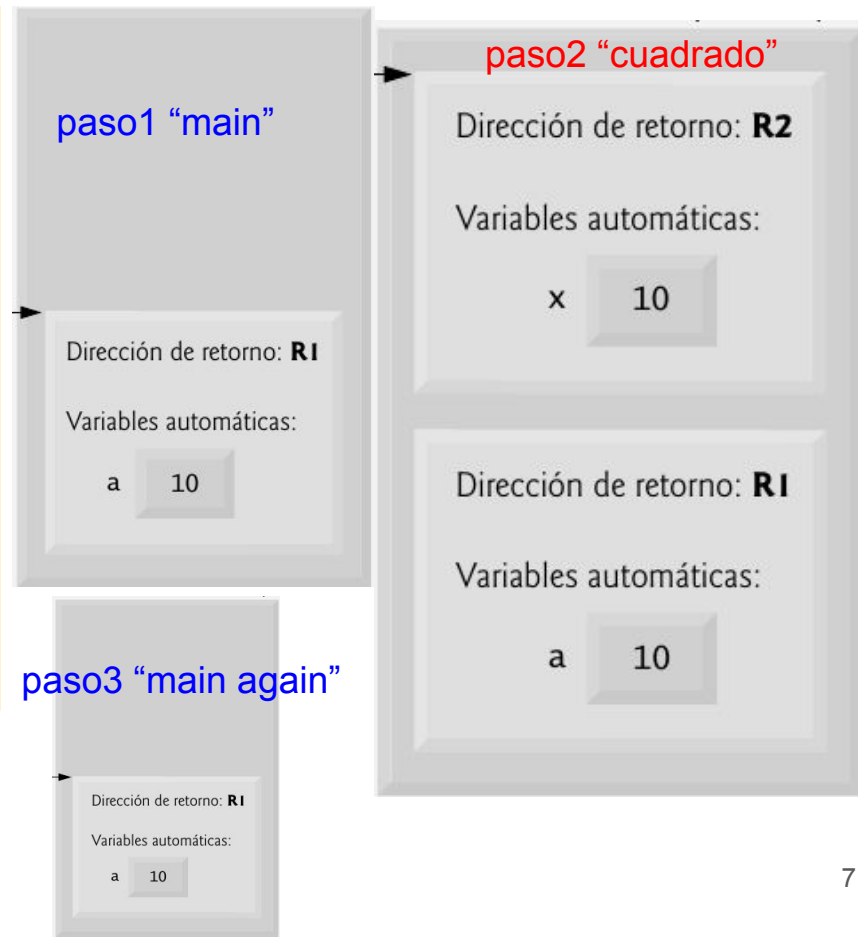 paso1 “main”
Dirección de retorno: R1
Variables automáticas:
a 10
paso2 “cuadrado”
Dirección de retorno: R2
Variables automáticas:
x 10
Dirección de retorno: R1
Variables automáticas:
a 10
paso3 “main again”
Dirección de retorno: R1
Variables automáticas:
a 10
7